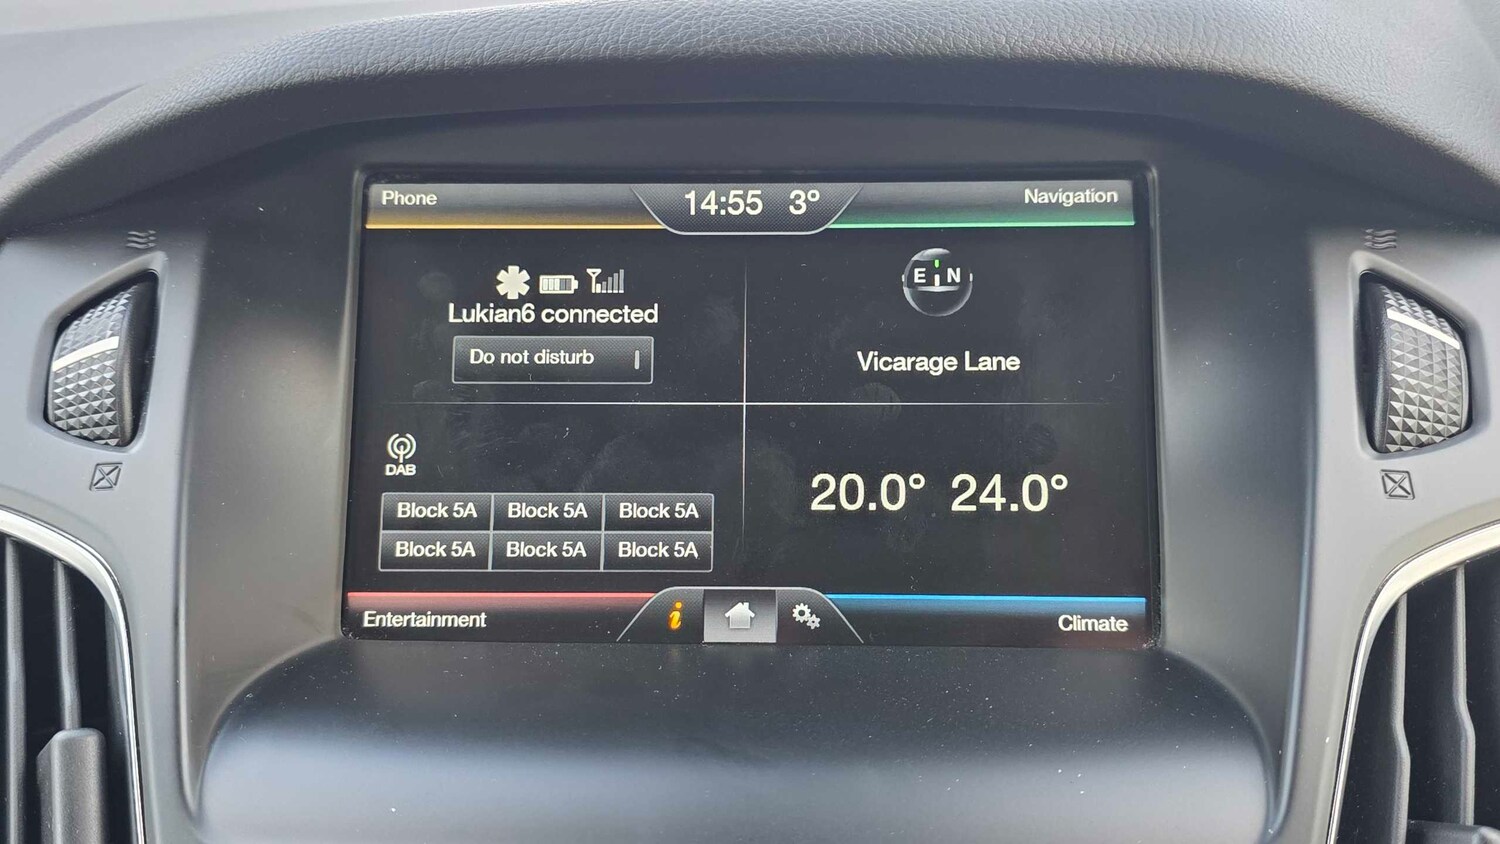 Phone
14:55 3°
Navigation
Lukian6 connected
Do not disturb
E N
Vicarage Lane
DAB
Block 5A Block 5A Block 5A
Block 5A Block 5A Block 5A
20.0° 24.0°
Entertainment
i
Climate